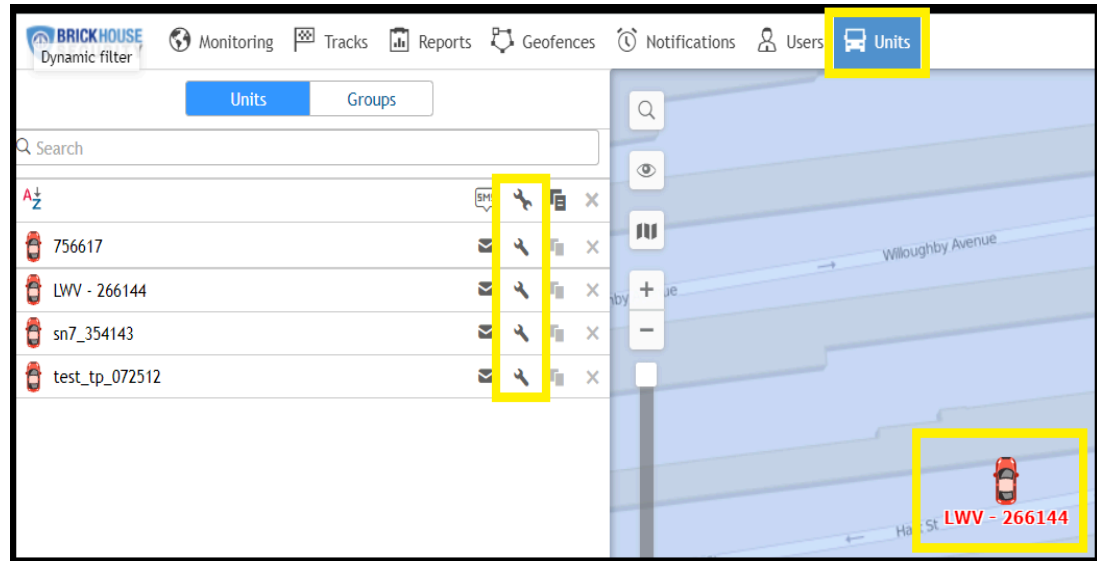 BRICKHOUSE
Dynamic filter
Monitoring
Tracks
Reports
Geofences
Notifications
Users
Units
Units
Groups
Search
AZ
SMS
756617
LWV - 266144
sn7_354143
test_tp_072512
Willoughby Avenue
+
−
LWV - 266144